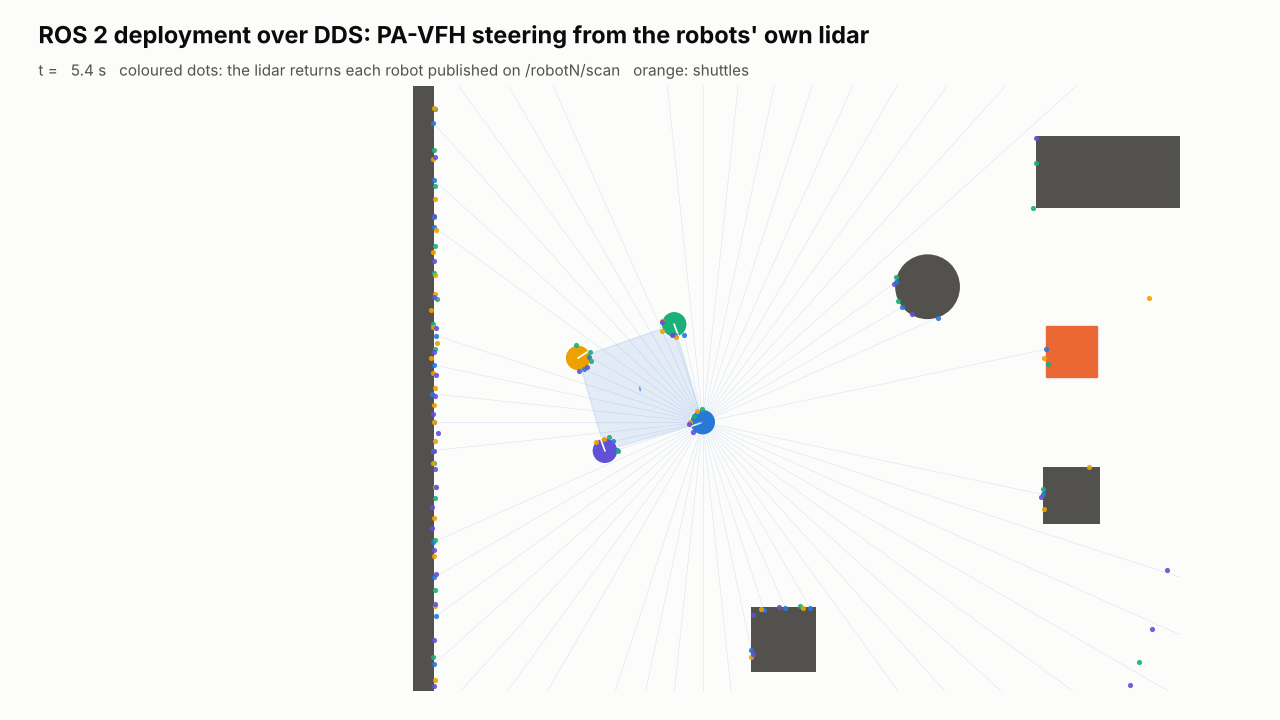 ROS 2 deployment over DDS: PA-VFH steering from the robots' own lidar
t =   5.4 s   coloured dots: the lidar returns each robot published on /robotN/scan   orange: shuttles